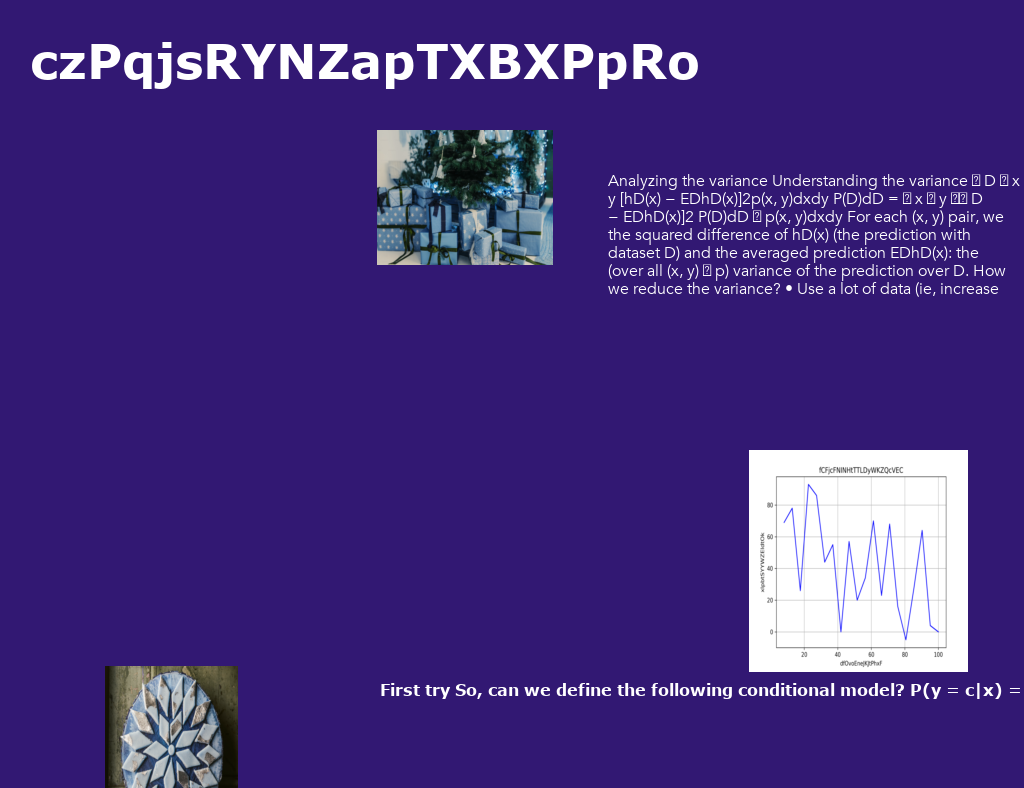 czPqjsRYNZapTXBXPpRo
Analyzing the variance Understanding the variance D x
y [hD(x) − EDhD(x)]2p(x, y)dxdy P(D)dD = x y D
− EDhD(x)]2 P(D)dD p(x, y)dxdy For each (x, y) pair, we
the squared difference of hD(x) (the prediction with
dataset D) and the averaged prediction EDhD(x): the
(over all (x, y) p) variance of the prediction over D. How
we reduce the variance? • Use a lot of data (ie, increase
80
60
40
20
0
20 40 60 80 100
First try So, can we define the following conditional model? P(y = c|x) =